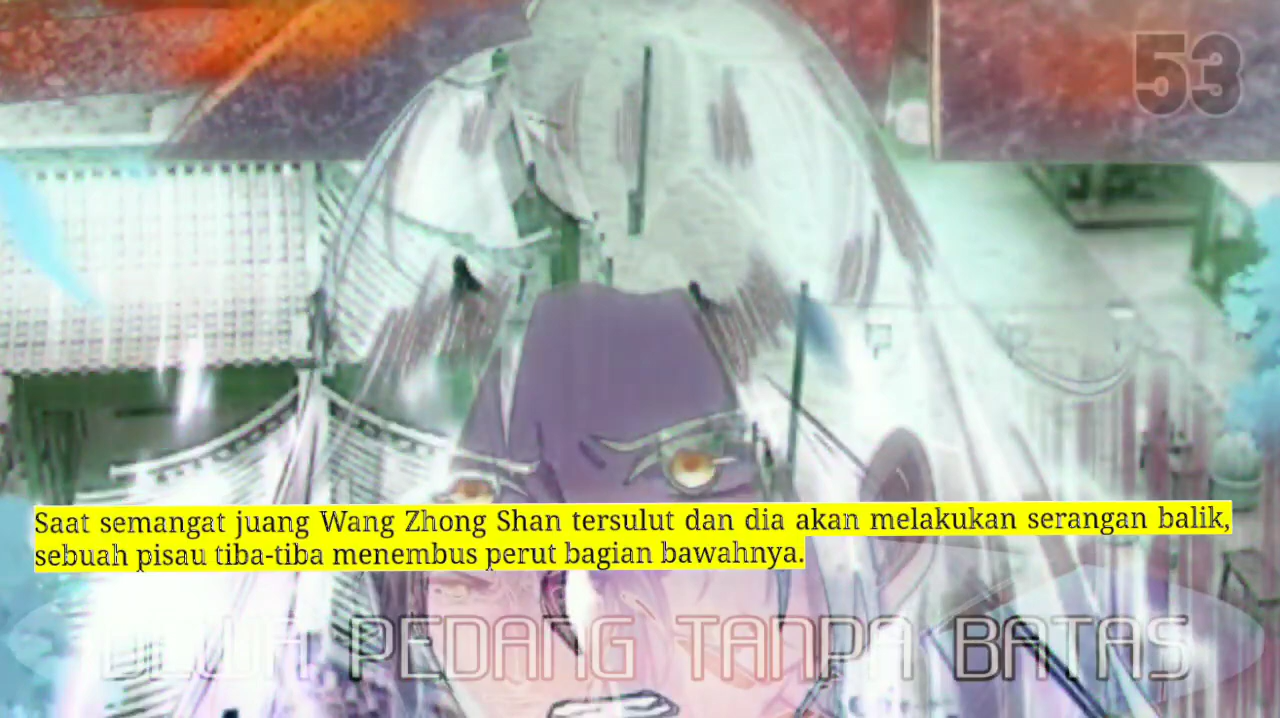 53
Saat semangat juang Wang Zhong Shan tersulut dan dia akan melakukan serangan balik,
sebuah pisau tiba-tiba menembus perut bagian bawahnya.
DEWA PEDANG TANPA BATAS